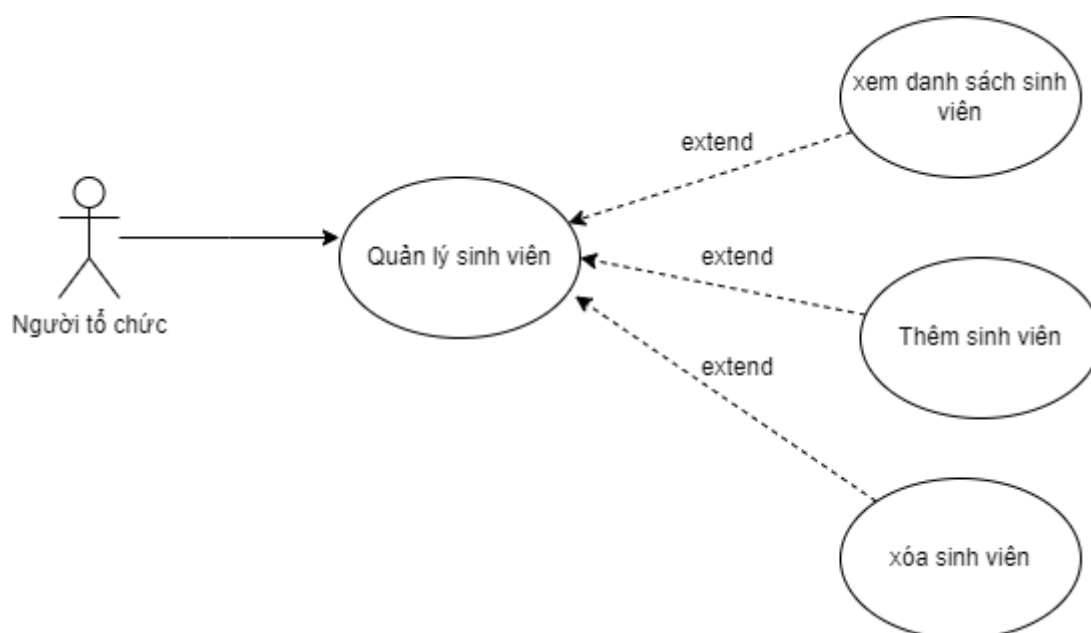 xem danh sách sinh
viên
extend
Quản lý sinh viên
extend
Người tổ chức
Thêm sinh viên
extend
xóa sinh viên